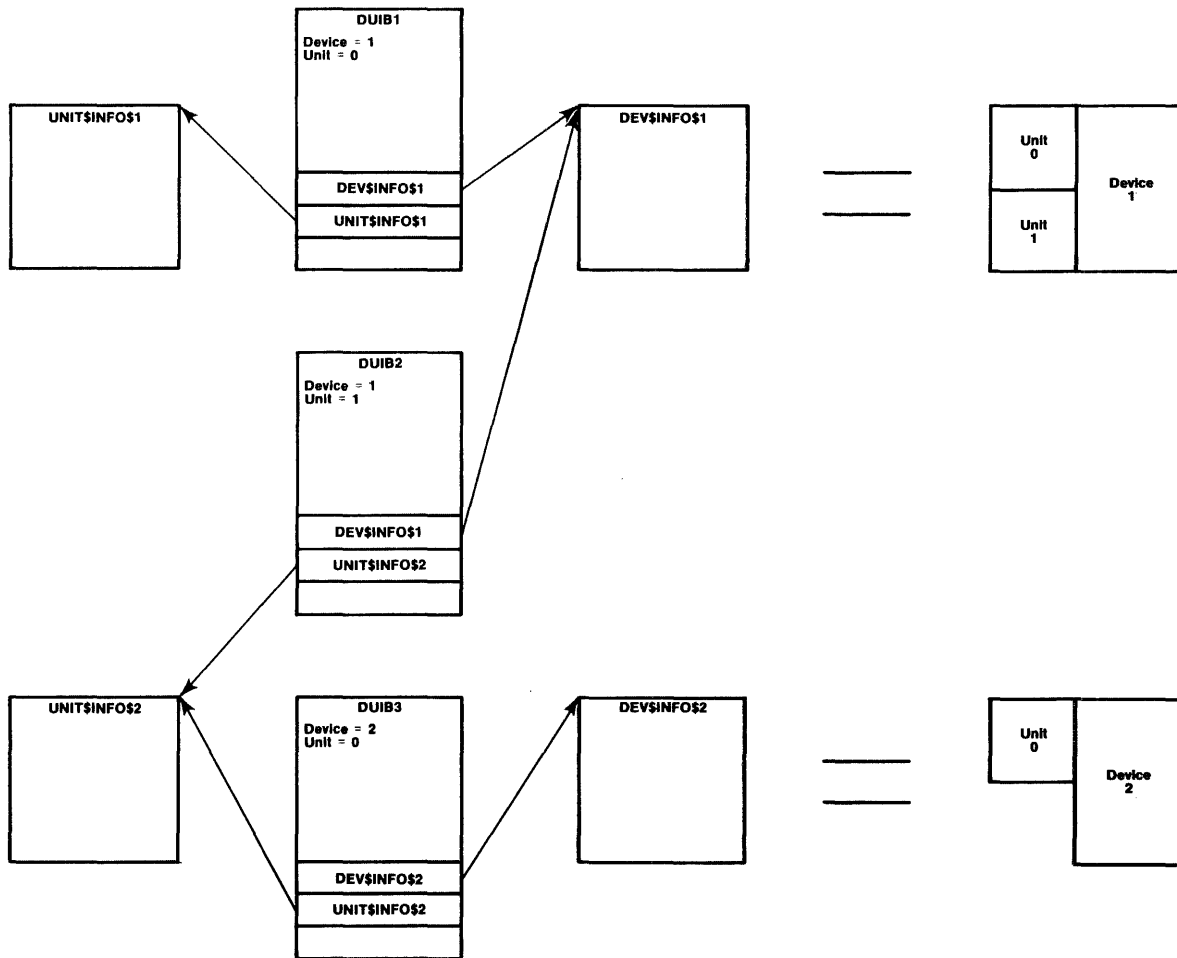 DUIB1
Device = 1
Unit = 0
UNIT$INFO$1
DEV$INFO$1
UNIT$INFO$1
DEV$INFO$1
Unit
0
Unit
1
Device
1
DUIB2
Device = 1
Unit = 1
DEV$INFO$1
UNIT$INFO$2
UNIT$INFO$2
DUIB3
Device = 2
Unit = 0
DEV$INFO$2
UNIT$INFO$2
DEV$INFO$2
Unit
0
Device
2